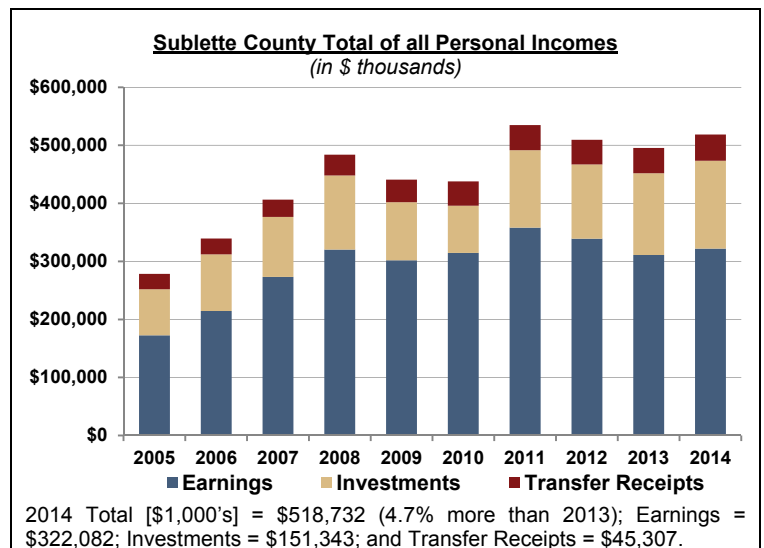 Sublette County Total of all Personal Incomes
(in $ thousands)
$600,000
$500,000
$400,000
$300,000
$200,000
$100,000
$0
2005 2006 2007 2008 2009 2010 2011 2012 2013 2014
Earnings Investments Transfer Receipts
2014 Total [$1,000's] = $518,732 (4.7% more than 2013); Earnings =
$322,082; Investments = $151,343; and Transfer Receipts = $45,307.